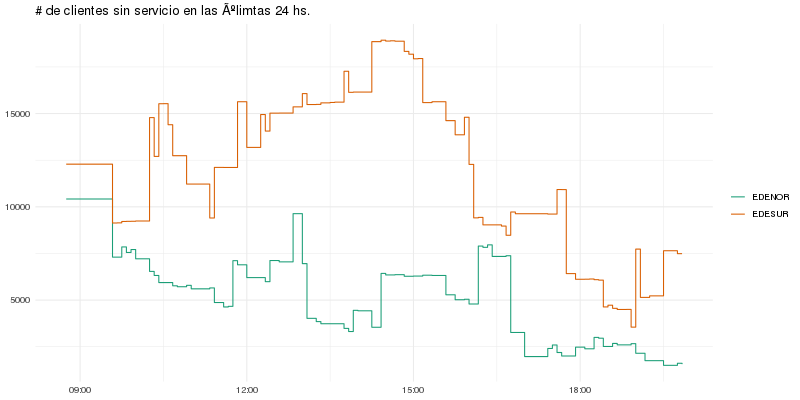 # de clientes sin servicio en las Ãºlimtas 24 hs.
15000
10000
5000
09:00
12:00
15:00
18:00
EDENOR
EDESUR